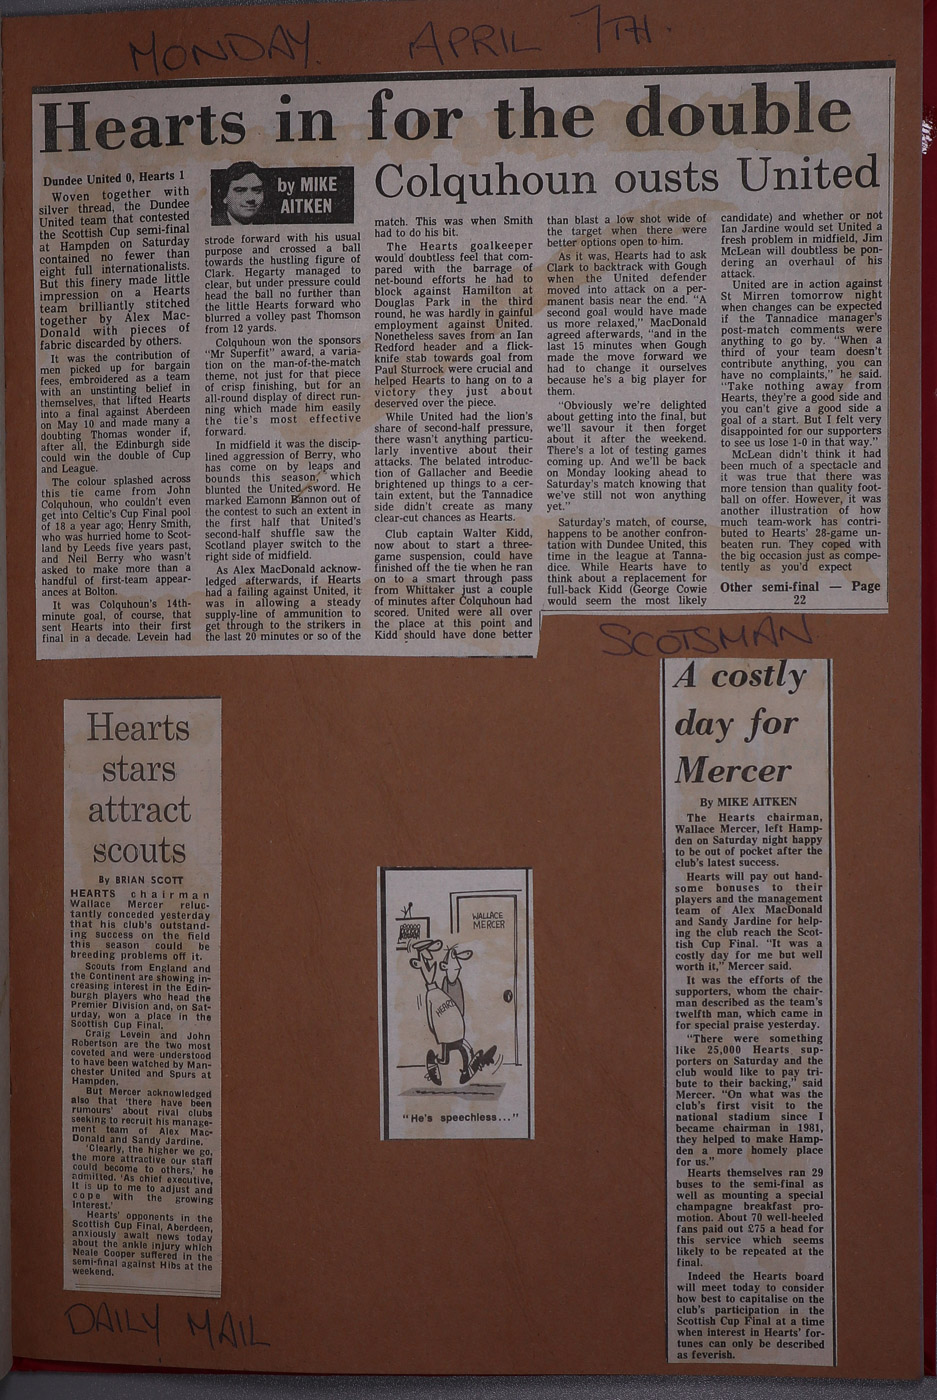 MONDAY. APRIL 7TH.
Hearts in for the double
Colquhoun ousts United
Dundee United 0, Hearts 1
Woven together with
silver thread, the Dundee
United team that contested
the Scottish Cup semi-final
at Hampden on Saturday
contained no fewer than
eight full internationalists.
But this finery made little
impression on a Hearts
team brilliantly stitched
together by Alex Mac-
Donald with pieces of
fabric discarded by others.
It was the contribution of
men picked up for bargain
fees, embroidered as a team
with an unstinting belief in
themselves, that lifted Hearts
into a final against Aberdeen
on May 10 and made many a
doubting Thomas wonder if,
after all, the Edinburgh side
could win the double of Cup
and League.
The colour splashed across
this tie came from John
Colquhoun, who couldn't even
get into Celtic's Cup Final pool
of 18 a year ago; Henry Smith,
who was hurried home to Scot-
land by Leeds five years past,
and Neil Berry who wasn't
asked to make more than a
handful of first-team appear-
ances at Bolton.
It was Colquhoun's 14th-
minute goal, of course, that
sent Hearts into their first
final in a decade. Levein had
by MIKE
AITKEN
strode forward with his usual
purpose and crossed a ball
towards the hustling figure of
Clark. Hegarty managed to
clear, but under pressure could
head the ball no further than
the little Hearts forward who
blurred a volley past Thomson
from 12 yards.
Colquhoun won the sponsors
"Mr Superfit" award, a varia-
tion on the man-of-the-match
theme, not just for that piece
of crisp finishing, but for an
all-round display of direct run-
ning which made him easily
the tie's most effective
forward.
In midfield it was the discip-
lined aggression of Berry, who
has come on by leaps and
bounds this season, which
blunted the United sword. He
marked Eamonn Bannon out of
the contest to such an extent in
the first half that United's
second-half shuffle saw the
Scotland player switch to the
right side of midfield.
As Alex MacDonald acknow-
ledged afterwards, if Hearts
had a failing against United, it
was in allowing a steady
supply-line of ammunition to
get through to the strikers in
the last 20 minutes or so of the
match. This was when Smith
had to do his bit.
The Hearts goalkeeper
would doubtless feel that com-
pared with the barrage of
net-bound efforts he had to
block against Hamilton at
Douglas Park in the third
round, he was hardly in gainful
employment against United.
Nonetheless saves from an Ian
Redford header and a flick-
knife stab towards goal from
Paul Sturrock were crucial and
helped Hearts to hang on to a
victory they just about
deserved over the piece.
While United had the lion's
share of second-half pressure,
there wasn't anything particu-
larly inventive about their
attacks. The belated introduc-
tion of Gallacher and Beedie
brightened up things to a cer-
tain extent, but the Tannadice
side didn't create as many
clear-cut chances as Hearts.
Club captain Walter Kidd,
now about to start a three-
game suspension, could have
finished off the tie when he ran
on to a smart through pass
from Whittaker just a couple
of minutes after Colquhoun had
scored. United were all over
the place at this point and
Kidd should have done better
than blast a low shot wide of
the target when there were
better options open to him.
As it was, Hearts had to ask
Clark to backtrack with Gough
when the United defender
moved into attack on a per-
manent basis near the end. "A
second goal would have made
us more relaxed," MacDonald
agreed afterwards, "and in the
last 15 minutes when Gough
made the move forward we
had to change it ourselves
because he's a big player for
them.
"Obviously we're delighted
about getting into the final, but
we'll savour it then forget
about it after the weekend.
There's a lot of testing games
coming up. And we'll be back
on Monday looking ahead to
Saturday's match knowing that
we've still not won anything
yet."
Saturday's match, of course,
happens to be another confron-
tation with Dundee United, this
time in the league at Tanna-
dice. While Hearts have to
think about a replacement for
full-back Kidd (George Cowie
would seem the most likely
candidate) and whether or not
Ian Jardine would set United a
fresh problem in midfield, Jim
McLean will doubtless be pon-
dering an overhaul of his
attack.
United are in action against
St Mirren tomorrow night
when changes can be expected
if the Tannadice manager's
post-match comments were
anything to go by. "When a
third of your team doesn't
contribute anything, you can
have no complaints," he said.
"Take nothing away from
Hearts, they're a good side and
you can't give a good side a
goal of a start. But I felt very
disappointed for our supporters
to see us lose 1-0 in that way."
McLean didn't think it had
been much of a spectacle and
it was true that there was
more tension than quality foot-
ball on offer. However, it was
another illustration of how
much team-work has contri-
buted to Hearts' 28-game un-
beaten run. They coped with
the big occasion just as compe-
tently as you'd expect
Other semi-final — Page
22
SCOTSMAN
Hearts
stars
attract
scouts
By BRIAN SCOTT
HEARTS chairman
Wallace Mercer reluc-
tantly conceded yesterday
that his club's outstand-
ing success on the field
this season could be
breeding problems off it.
Scouts from England and
the Continent are showing in-
creasing interest in the Edin-
burgh players who head the
Premier Division and, on Sat-
urday, won a place in the
Scottish Cup Final.
Craig Levein and John
Robertson are the two most
coveted and were understood
to have been watched by Man-
chester United and Spurs at
Hampden.
But Mercer acknowledged
also that 'there have been
rumours' about rival clubs
seeking to recruit his manage-
ment team of Alex Mac-
Donald and Sandy Jardine.
'Clearly, the higher we go,
the more attractive our staff
could become to others,' he
admitted. 'As chief executive,
it is up to me to adjust and
cope with the growing
interest.'
Hearts' opponents in the
Scottish Cup Final, Aberdeen,
anxiously await news today
about the ankle injury which
Neale Cooper suffered in the
semi-final against Hibs at the
weekend.
DAILY MAIL
WALLACE
MERCER
HEARTS
"He's speechless..."
A costly
day for
Mercer
By MIKE AITKEN
The Hearts chairman,
Wallace Mercer, left Hamp-
den on Saturday night happy
to be out of pocket after the
club's latest success.
Hearts will pay out hand-
some bonuses to their
players and the management
team of Alex MacDonald
and Sandy Jardine for help-
ing the club reach the Scot-
tish Cup Final. "It was a
costly day for me but well
worth it," Mercer said.
It was the efforts of the
supporters, whom the chair-
man described as the team's
twelfth man, which came in
for special praise yesterday.
"There were something
like 25,000 Hearts sup-
porters on Saturday and the
club would like to pay tri-
bute to their backing," said
Mercer. "On what was the
club's first visit to the
national stadium since I
became chairman in 1981,
they helped to make Hamp-
den a more homely place
for us."
Hearts themselves ran 29
buses to the semi-final as
well as mounting a special
champagne breakfast pro-
motion. About 70 well-heeled
fans paid out £75 a head for
this service which seems
likely to be repeated at the
final.
Indeed the Hearts board
will meet today to consider
how best to capitalise on the
club's participation in the
Scottish Cup Final at a time
when interest in Hearts' for-
tunes can only be described
as feverish.